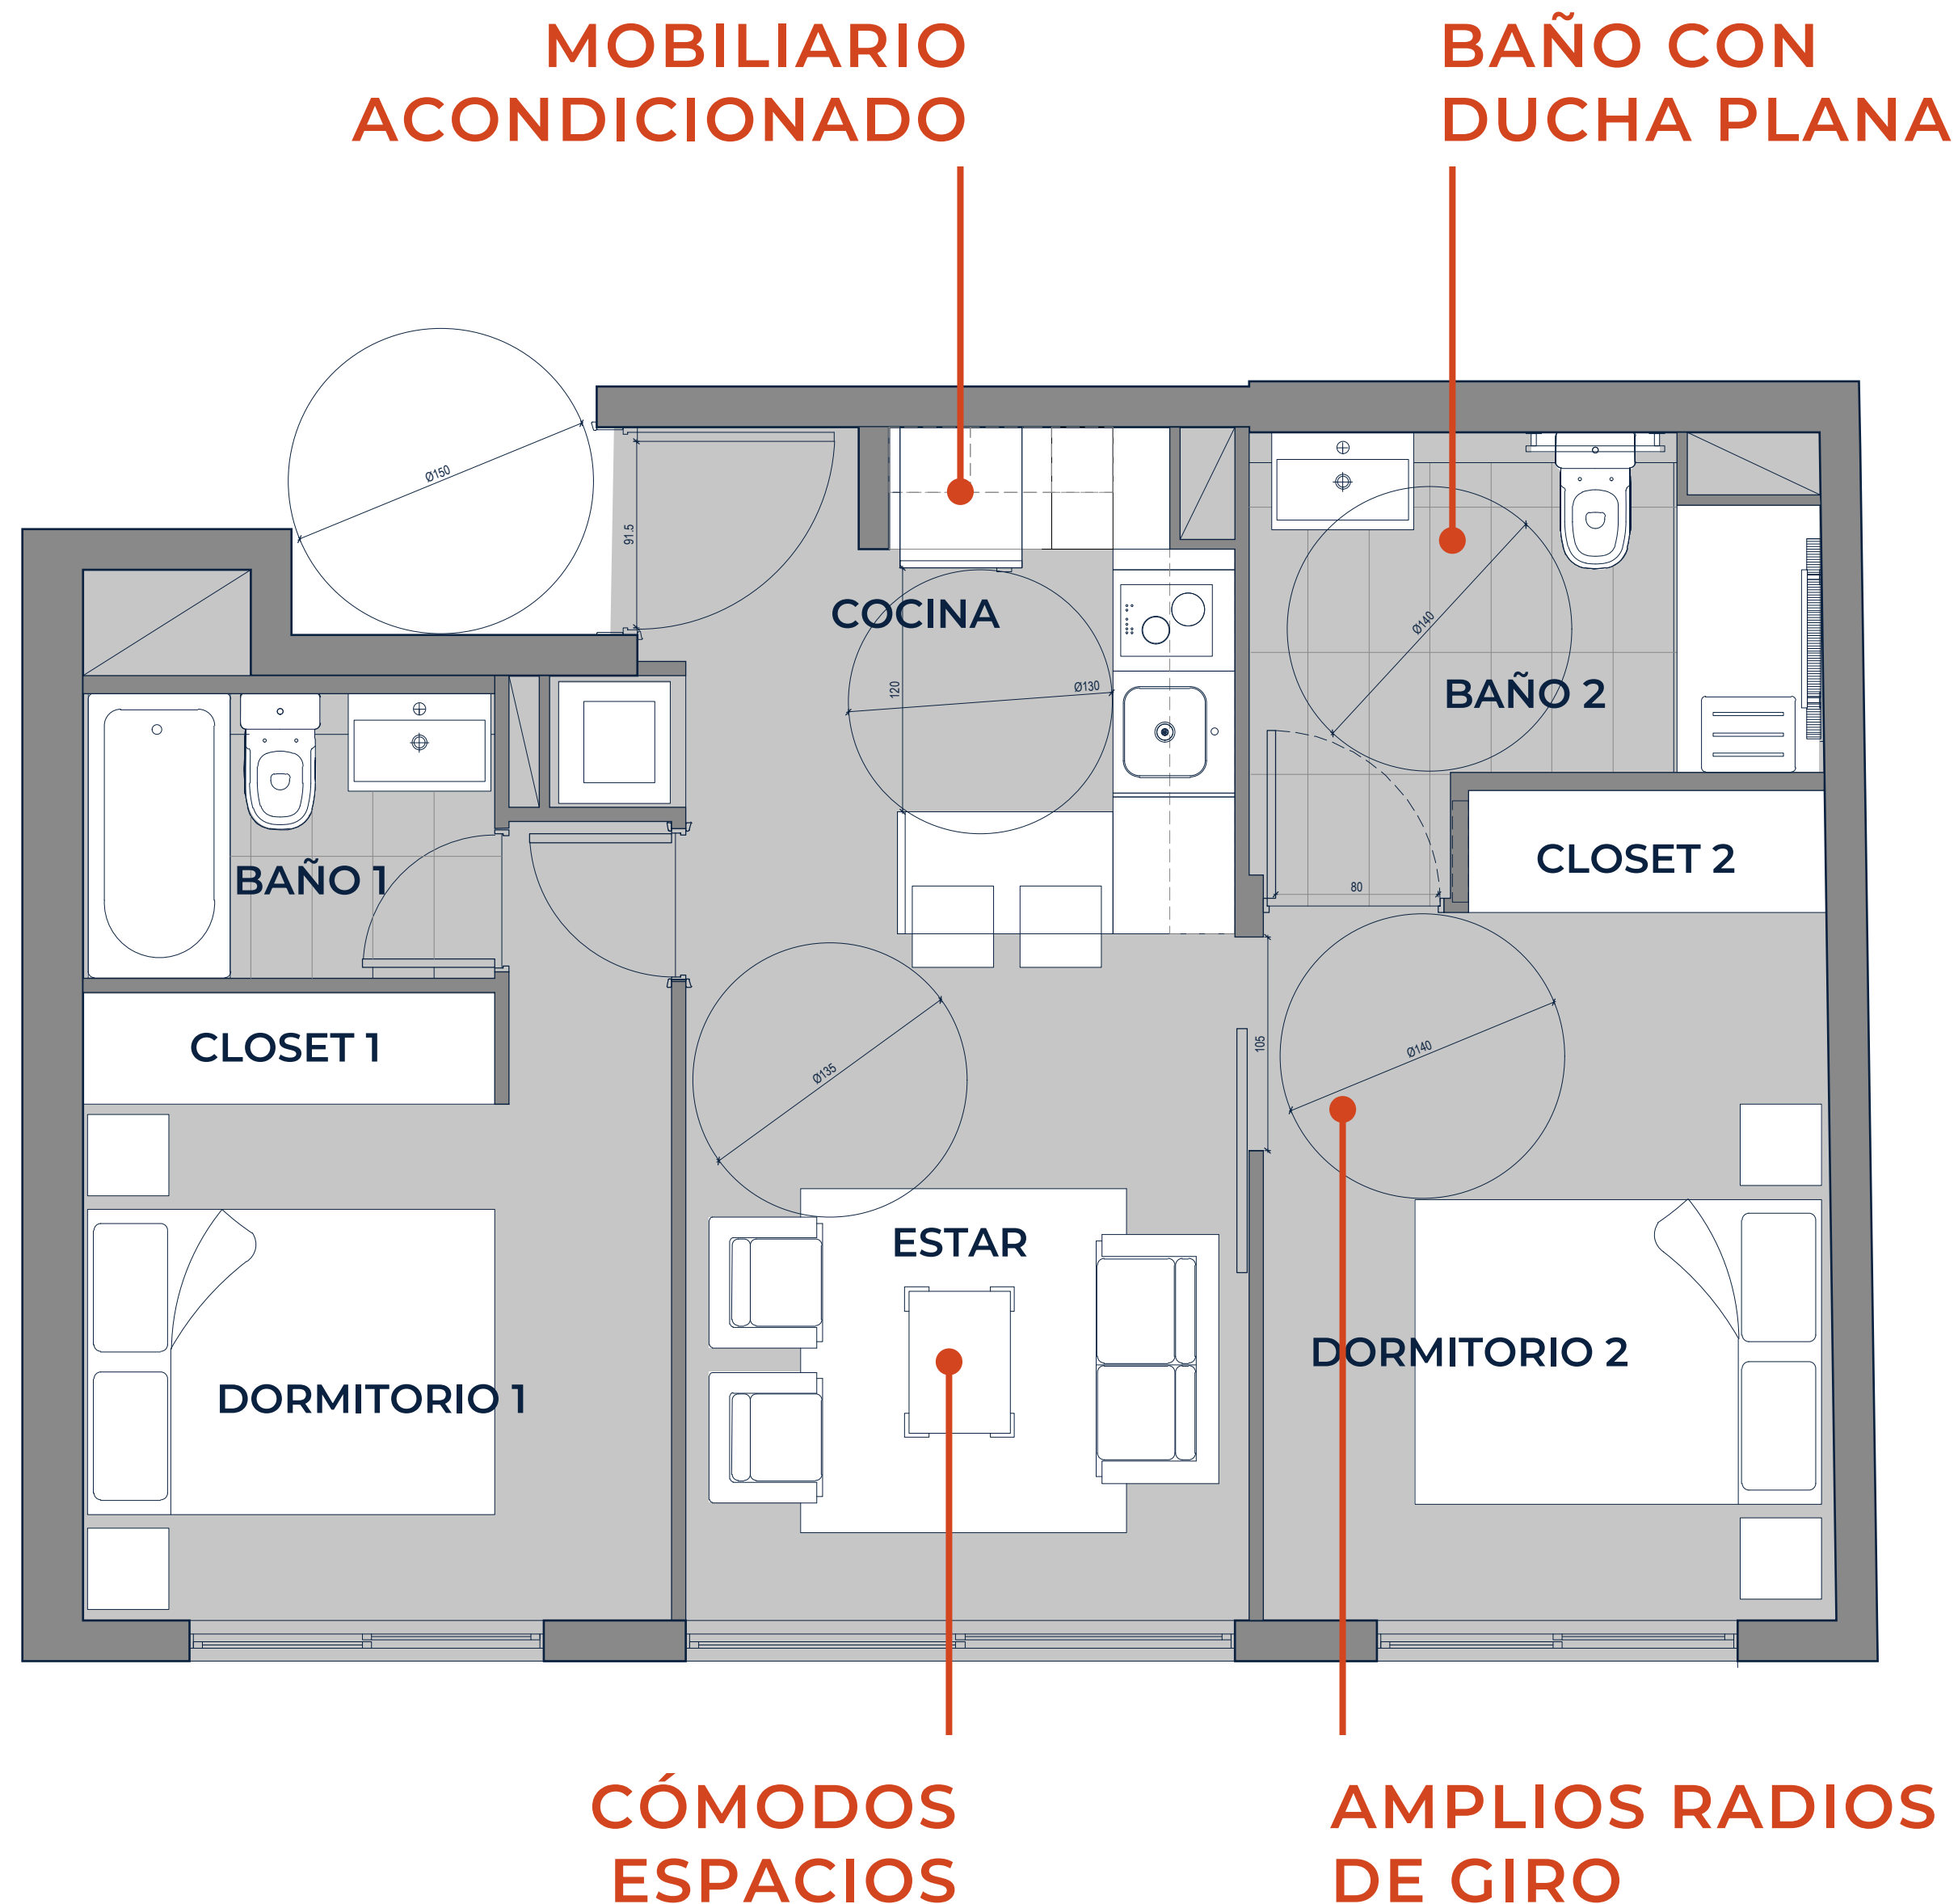 MOBILIARIO
ACONDICIONADO
BAÑO CON
DUCHA PLANA
Ø150
91.5
COCINA
120
Ø130
Ø140
BAÑO 2
80
CLOSET 2
BAÑO 1
CLOSET 1
Ø135
105
Ø140
ESTAR
DORMITORIO 1
DORMITORIO 2
CÓMODOS
ESPACIOS
AMPLIOS RADIOS
DE GIRO